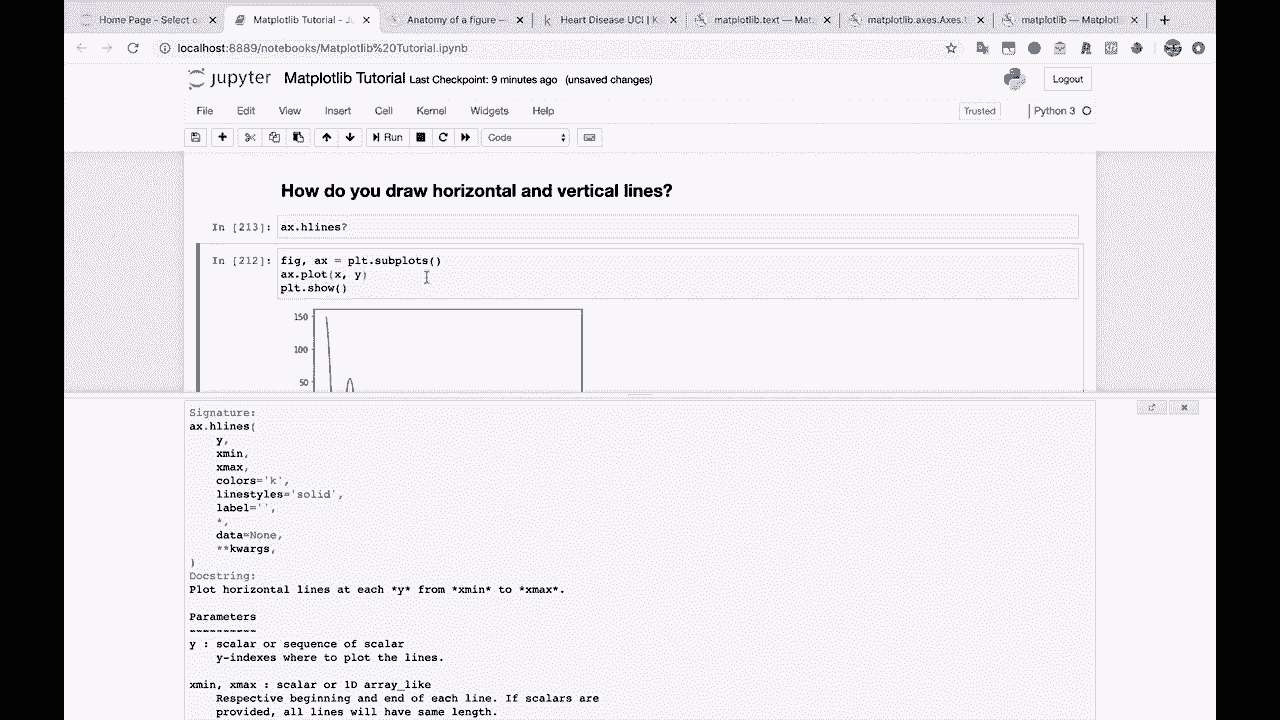 Home Page - Select o
Matplotlib Tutorial - J
Anatomy of a figure —
Heart Disease UCI | K
matplotlib.text — Mat
matplotlib.axes.Axes.
matplotlib — Matplotl
localhost:8889/notebooks/Matplotlib%20Tutorial.ipynb
jupyter Matplotlib Tutorial Last Checkpoint: 9 minutes ago (unsaved changes)
Logout
File Edit View Insert Cell Kernel Widgets Help
Trusted
Python 3
Run
Code
How do you draw horizontal and vertical lines?
In [213]: ax.hlines?
In [212]: fig, ax = plt.subplots()
ax.plot(x, y)
plt.show()
150
100
50
Signature:
ax.hlines(
y,
xmin,
xmax,
colors='k',
linestyles='solid',
label='',
*,
data=None,
**kwargs,
)
Docstring:
Plot horizontal lines at each *y* from *xmin* to *xmax*.
Parameters
----------
y : scalar or sequence of scalar
y-indexes where to plot the lines.
xmin, xmax : scalar or 1D array_like
Respective beginning and end of each line. If scalars are
provided, all lines will have same length.